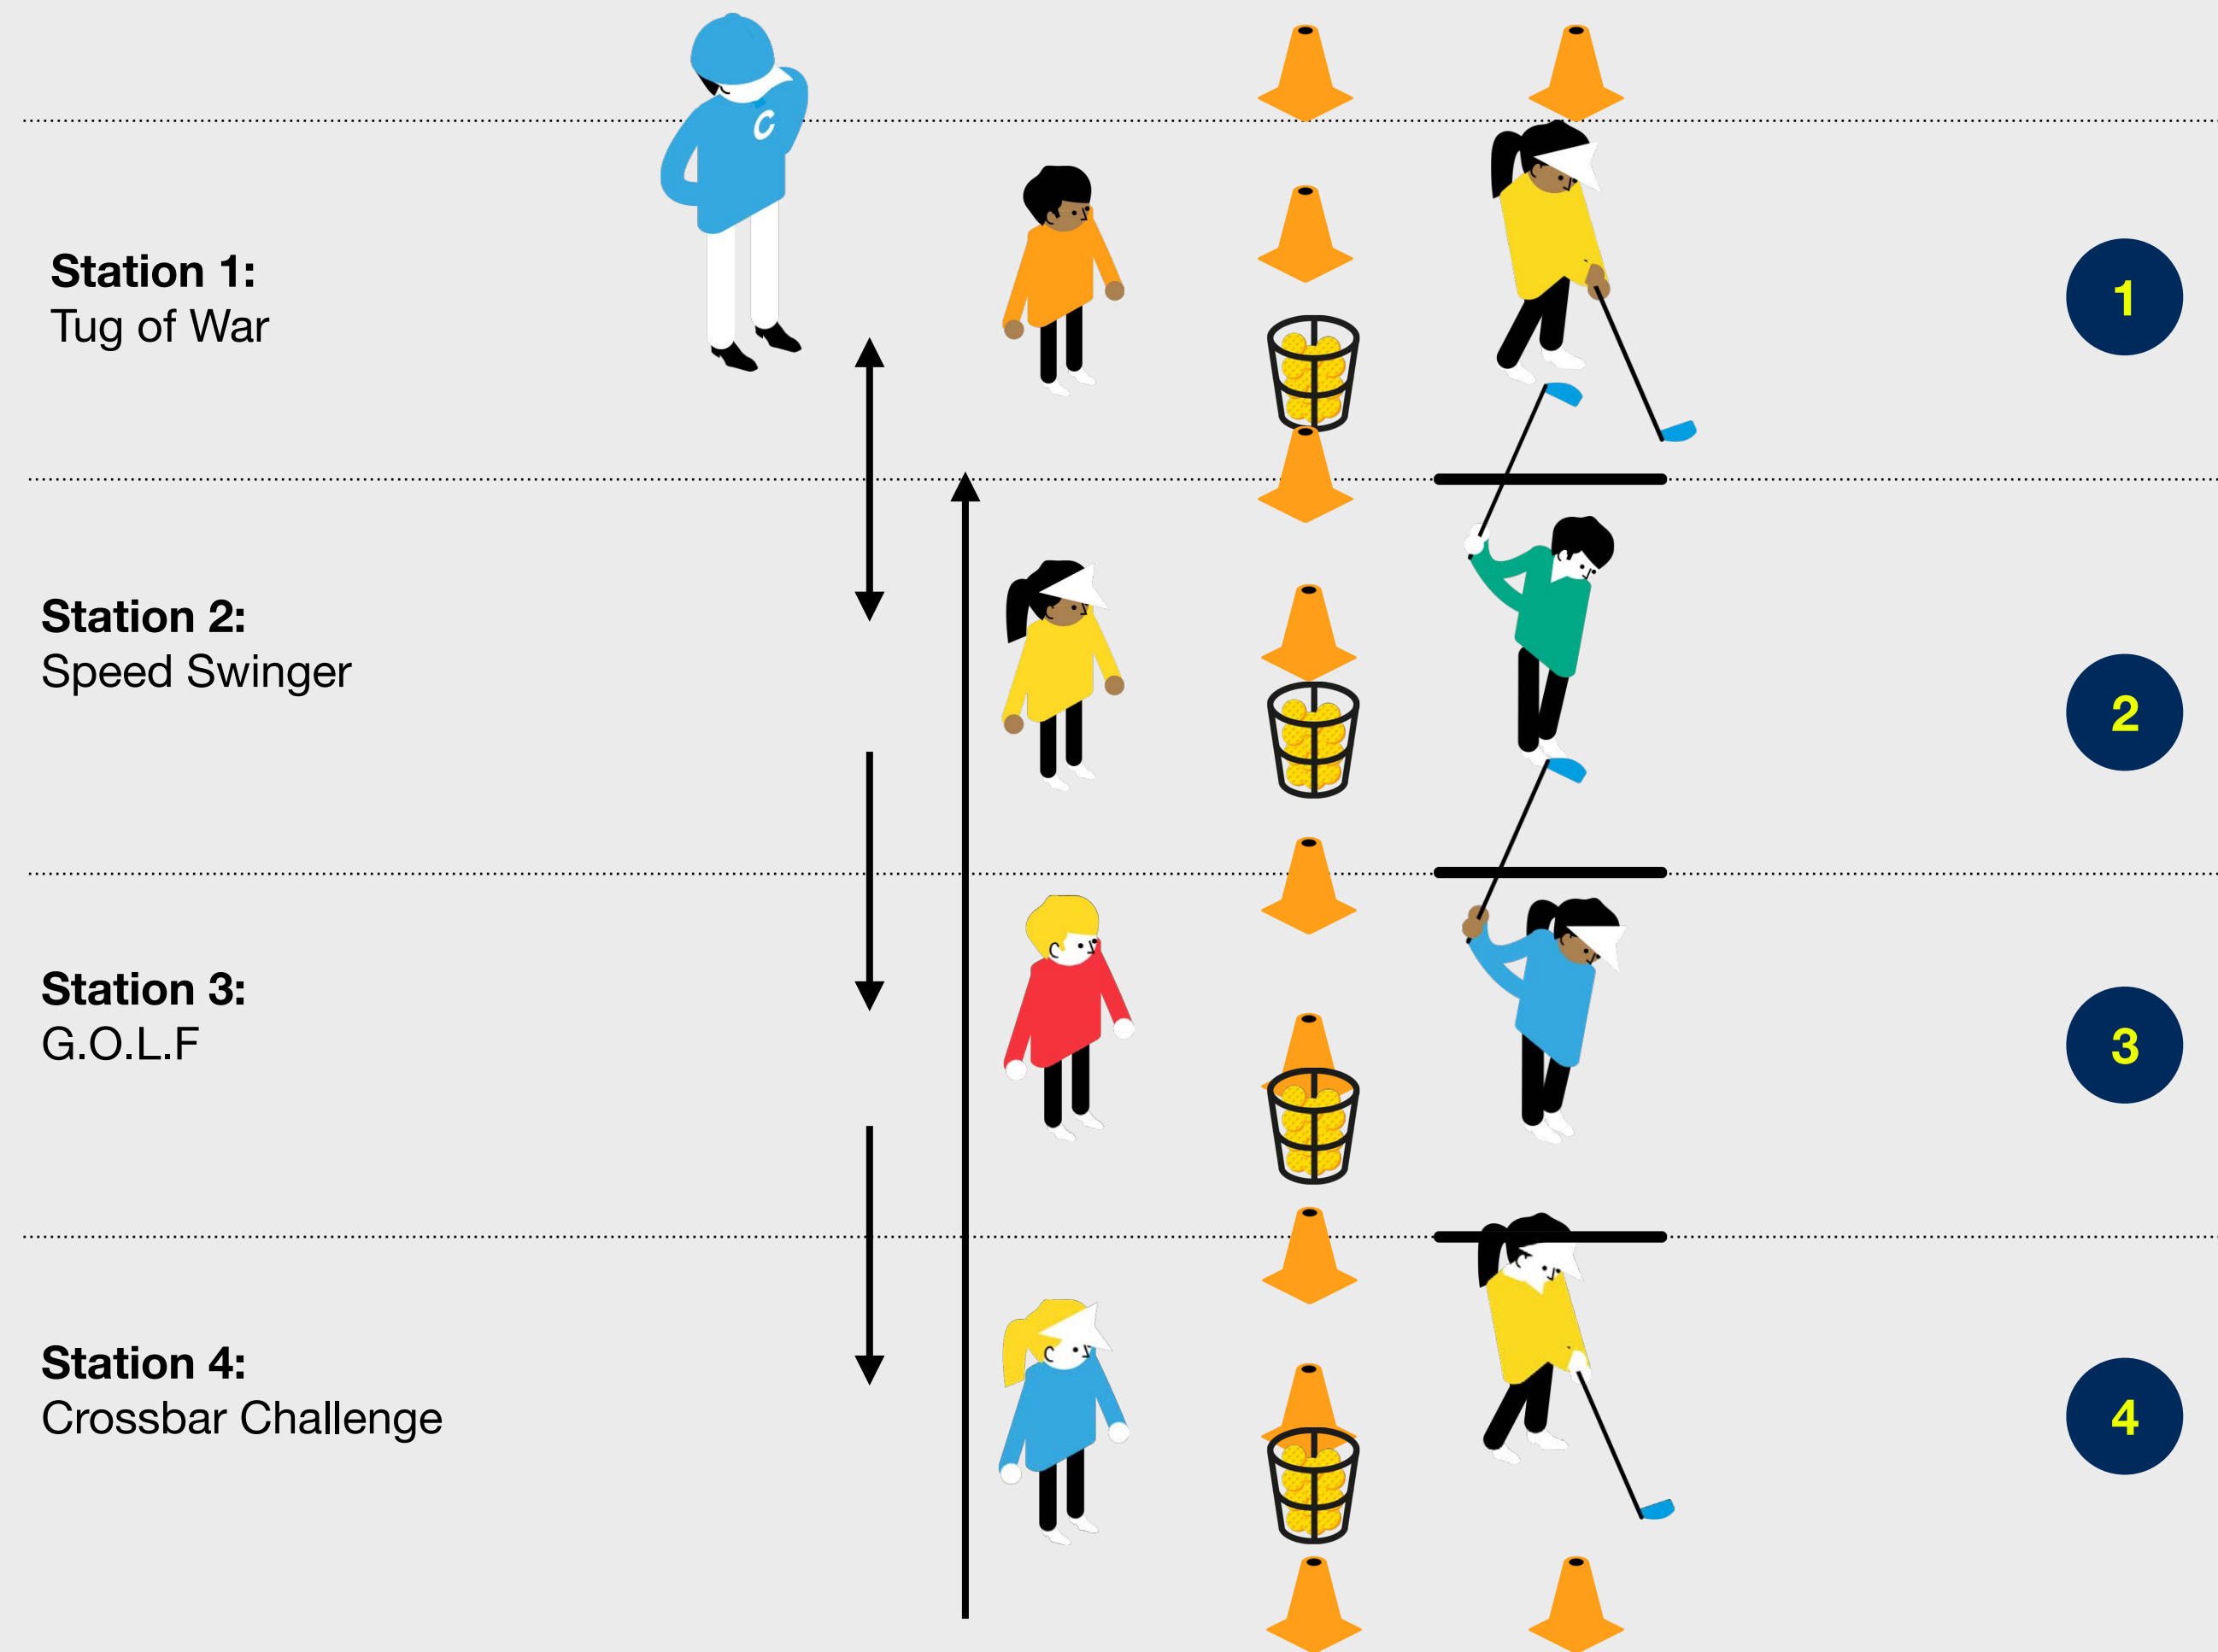 C
Station 1:
Tug of War
1
Station 2:
Speed Swinger
2
Station 3:
G.O.L.F
3
Station 4:
Crossbar Challenge
4